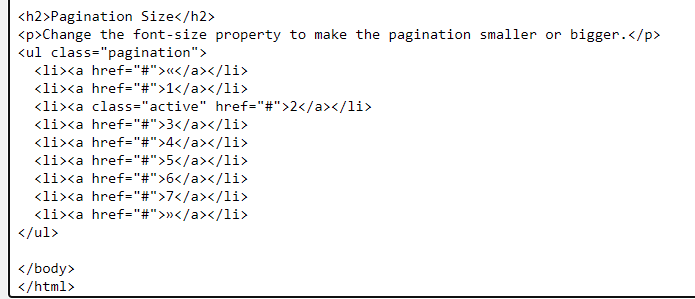 <h2>Pagination Size</h2>
<p>Change the font-size property to make the pagination smaller or bigger.</p>
<ul class="pagination">
  <li><a href="#">«</a></li>
  <li><a href="#">1</a></li>
  <li><a class="active" href="#">2</a></li>
  <li><a href="#">3</a></li>
  <li><a href="#">4</a></li>
  <li><a href="#">5</a></li>
  <li><a href="#">6</a></li>
  <li><a href="#">7</a></li>
  <li><a href="#">»</a></li>
</ul>

</body>
</html>